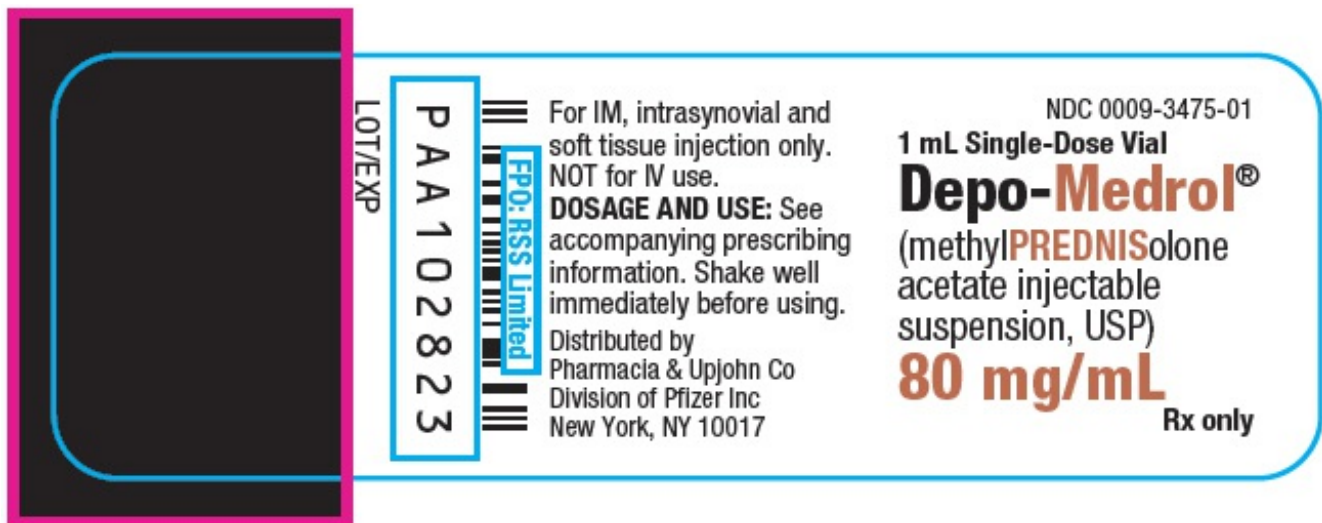 LOT/EXP
PAA102823
FPO: RSS Limited
For IM, intrasynovial and
soft tissue injection only.
NOT for IV use.
DOSAGE AND USE: See
accompanying prescribing
information. Shake well
immediately before using.
Distributed by
Pharmacia & Upjohn Co
Division of Pfizer Inc
New York, NY 10017
NDC 0009-3475-01
1 mL Single-Dose Vial
Depo-Medrol®
(methylPREDNISolone
acetate injectable
suspension, USP)
80 mg/mL
Rx only